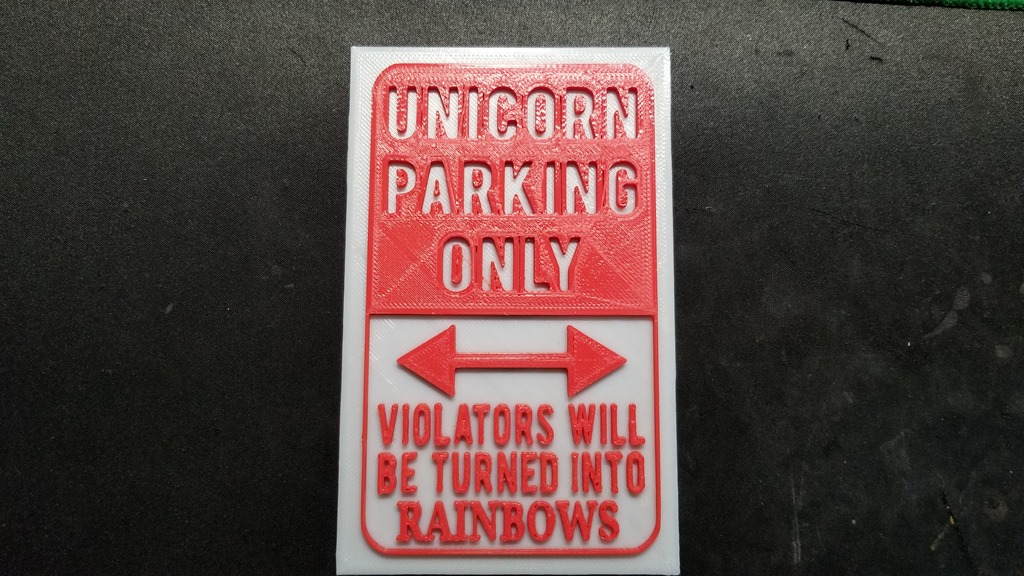 UNICORN
PARKING
ONLY
VIOLATORS WILL
BE TURNED INTO
RAINBOWS